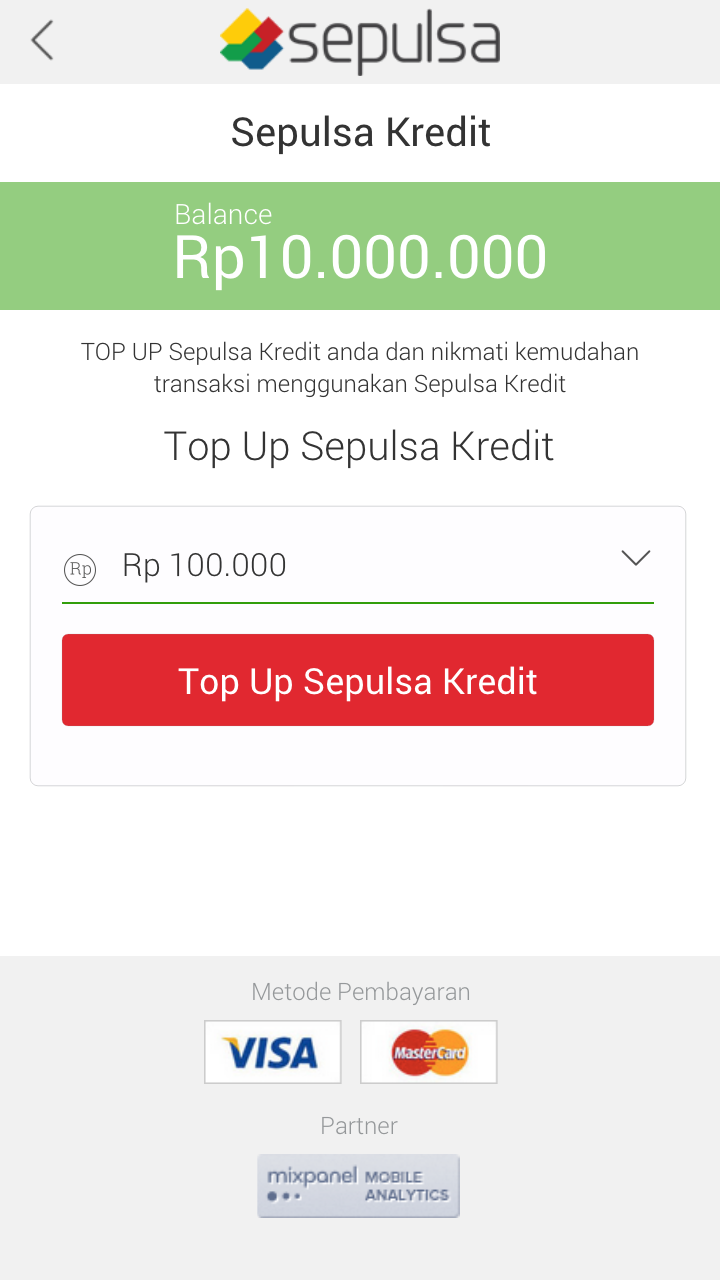 sepulsa
Sepulsa Kredit
Balance
Rp10.000.000
TOP UP Sepulsa Kredit anda dan nikmati kemudahan
transaksi menggunakan Sepulsa Kredit
Top Up Sepulsa Kredit
Rp Rp 100.000
Top Up Sepulsa Kredit
Metode Pembayaran
VISA MasterCard
Partner
mixpanel MOBILE
ANALYTICS